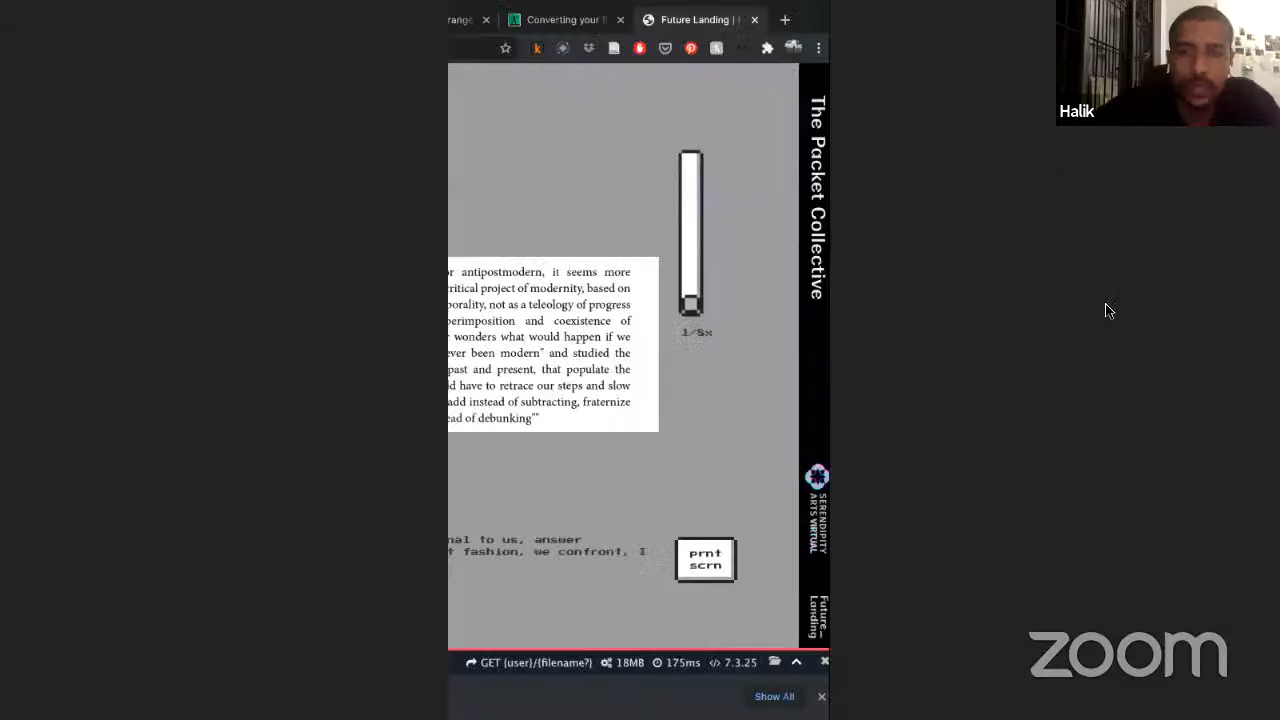 range
Converting your f
Future Landing |
Halik
The Packet Collective
or antipostmodern, it seems more
critical project of modernity, based on
porality, not as a teleology of progress
perimposition and coexistence of
r wonders what would happen if we
ever been modern” and studied the
past and present, that populate the
ld have to retrace our steps and slow
add instead of subtracting, fraternize
ead of debunking””
1/8x
SERENDIPITY
ARTS VIRTUAL
nal to us, answer
t fashion, we confront, I
prnt
scrn
Future_
Landing
zoom
GET {user}/{filename?} 18MB 175ms 7.3.25
Show All